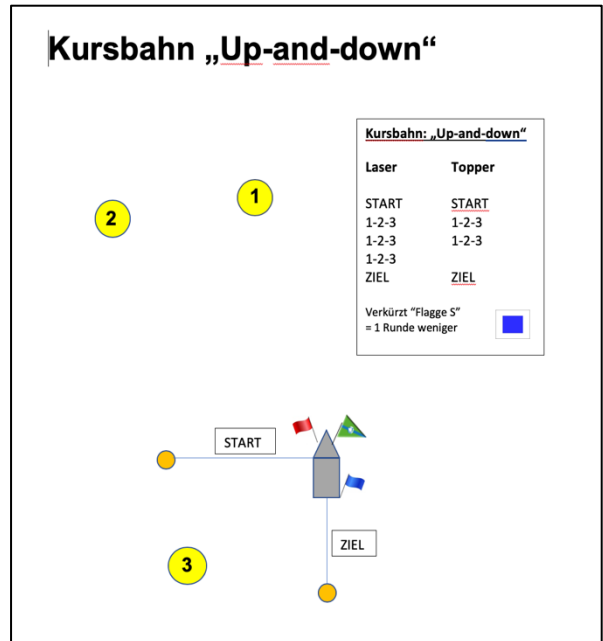 Kursbahn „Up-and-down“
Kursbahn: „Up-and-down“
Laser Topper
START START
1-2-3 1-2-3
1-2-3 1-2-3
1-2-3
ZIEL ZIEL
Verkürzt “Flagge S”
= 1 Runde weniger
1
2
START
ZIEL
3